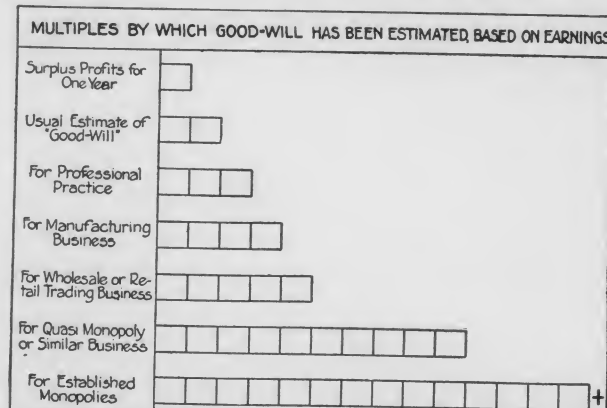 MULTIPLES BY WHICH GOOD-WILL HAS BEEN ESTIMATED, BASED ON EARNINGS
Surplus Profits for
One Year
Usual Estimate of
"Good-Will"
For Professional
Practice
For Manufacturing
Business
For Wholesale or Re-
tail Trading Business
For Quasi Monopoly
or Similar Business
For Established
Monopolies
+